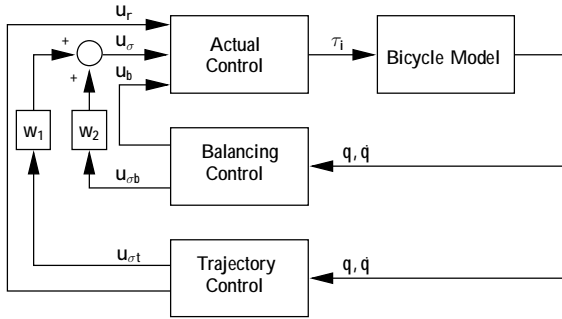 u_r
+
u_σ
Actual
Control
τ_i
Bicycle Model
+
u_b
w_1
w_2
Balancing
Control
q, q̇
u_σb
u_σt
Trajectory
Control
q, q̇